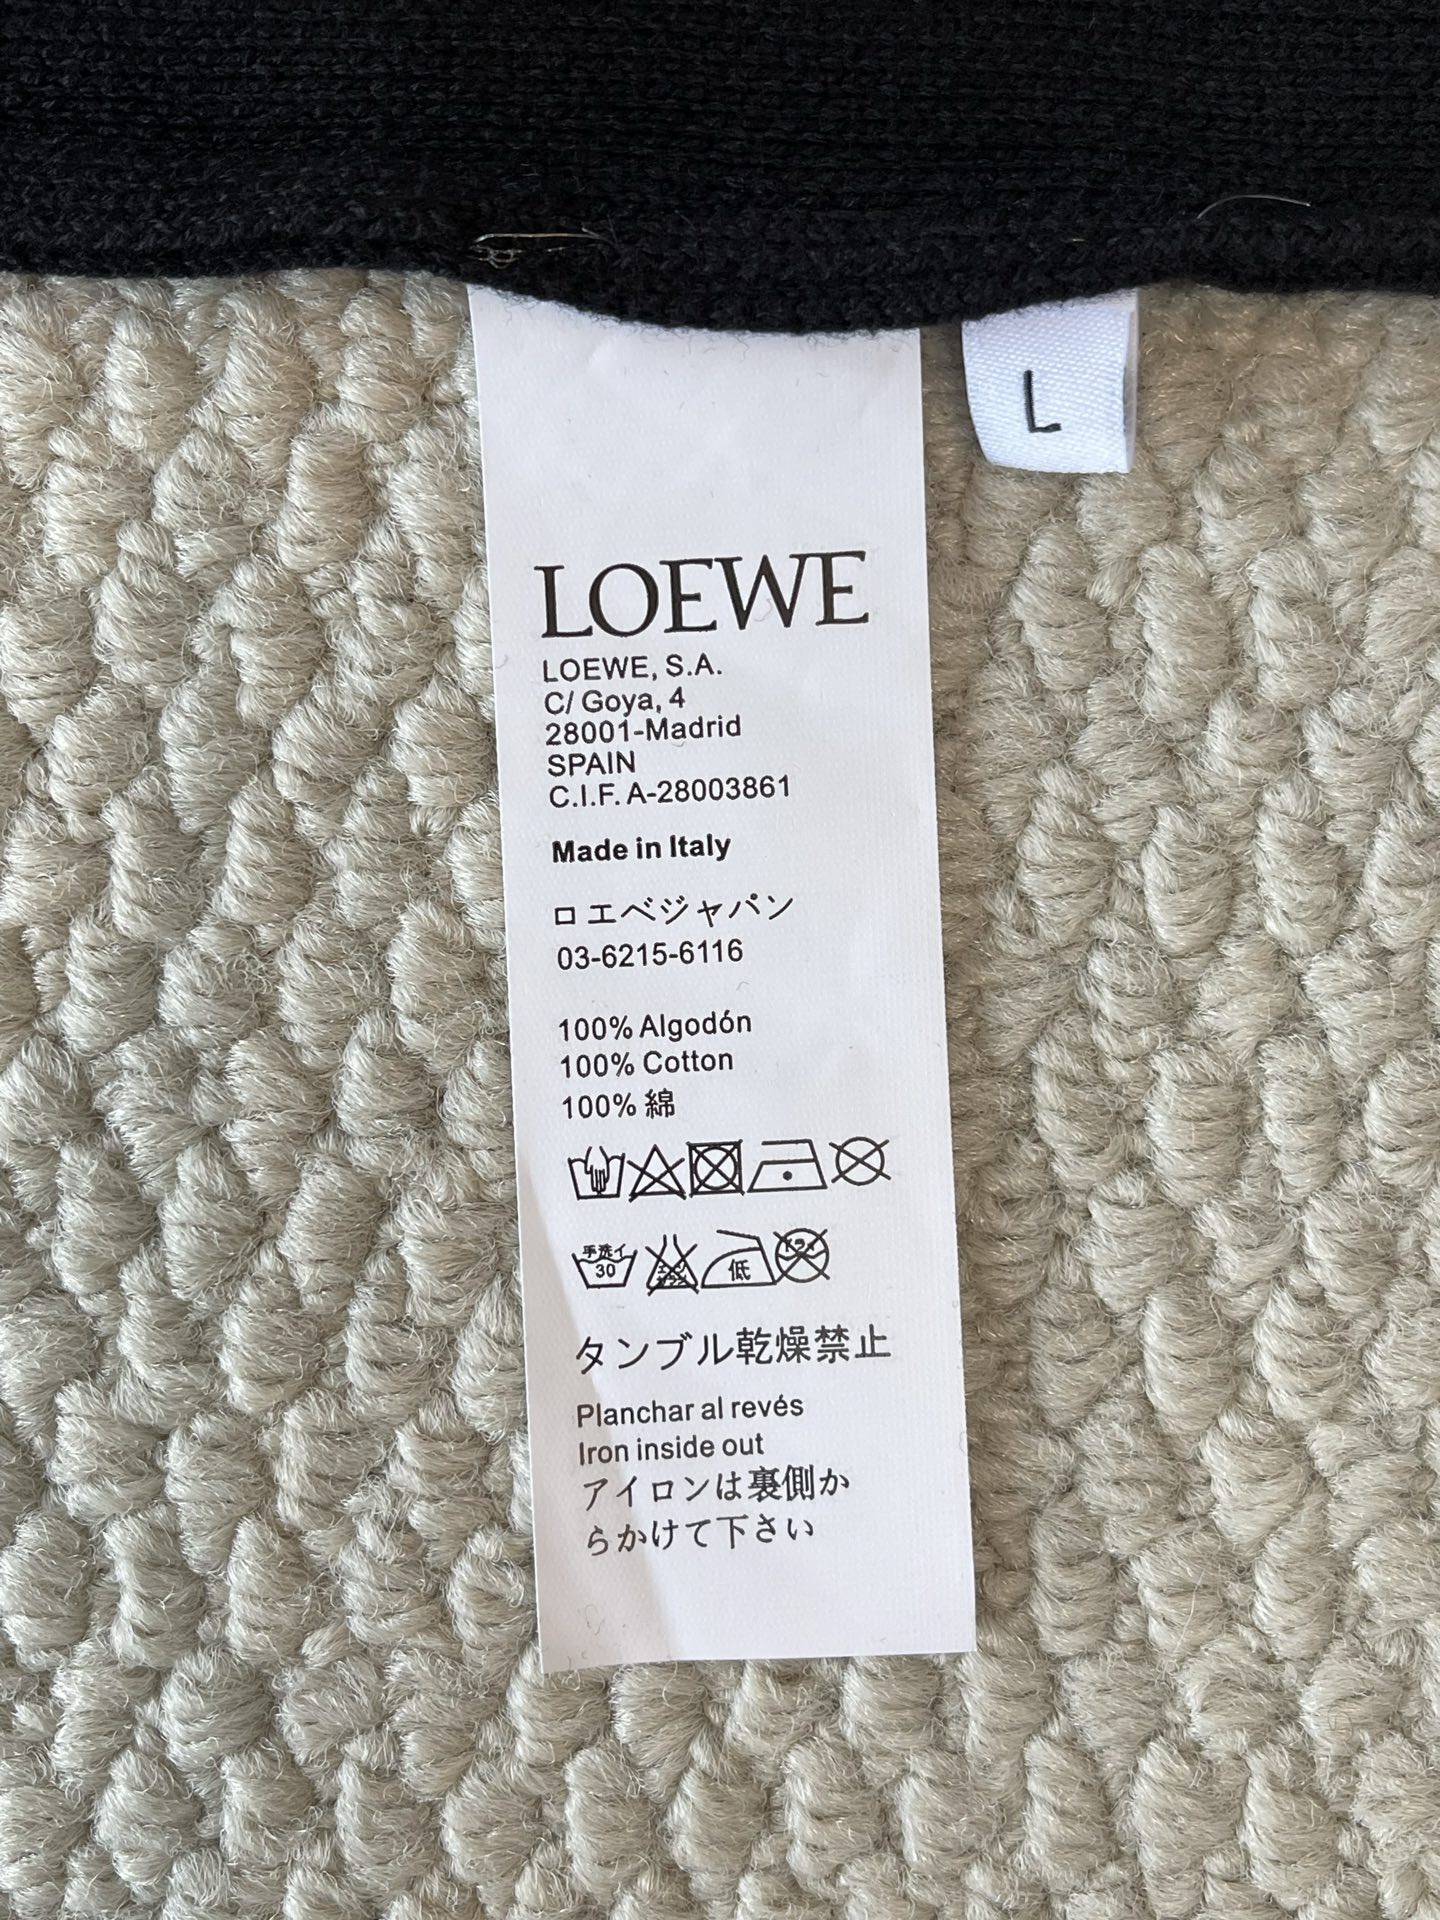 L
LOEWE
LOEWE, S.A.
C/ Goya, 4
28001-Madrid
SPAIN
C.I.F. A-28003861
Made in Italy
ロエベジャパン
03-6215-6116
100% Algodón
100% Cotton
100% 綿
手洗イ
30
低
タンブル乾燥禁止
Planchar al revés
Iron inside out
アイロンは裏側か
らかけて下さい